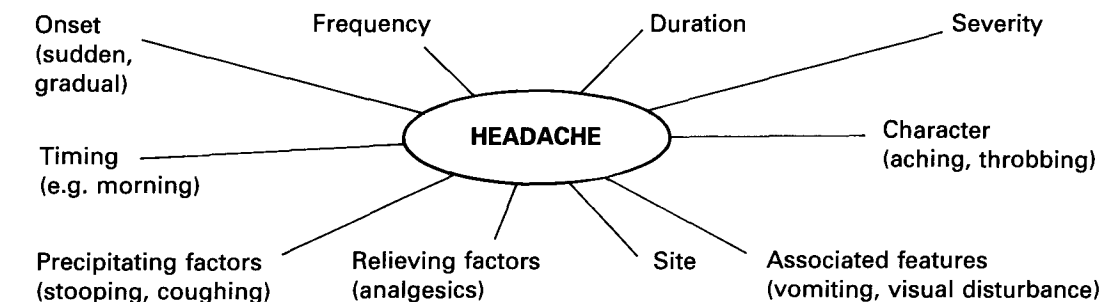 Onset
(sudden,
gradual)
Frequency
Duration
Severity
HEADACHE
Timing
(e.g. morning)
Character
(aching, throbbing)
Precipitating factors
(stooping, coughing)
Relieving factors
(analgesics)
Site
Associated features
(vomiting, visual disturbance)